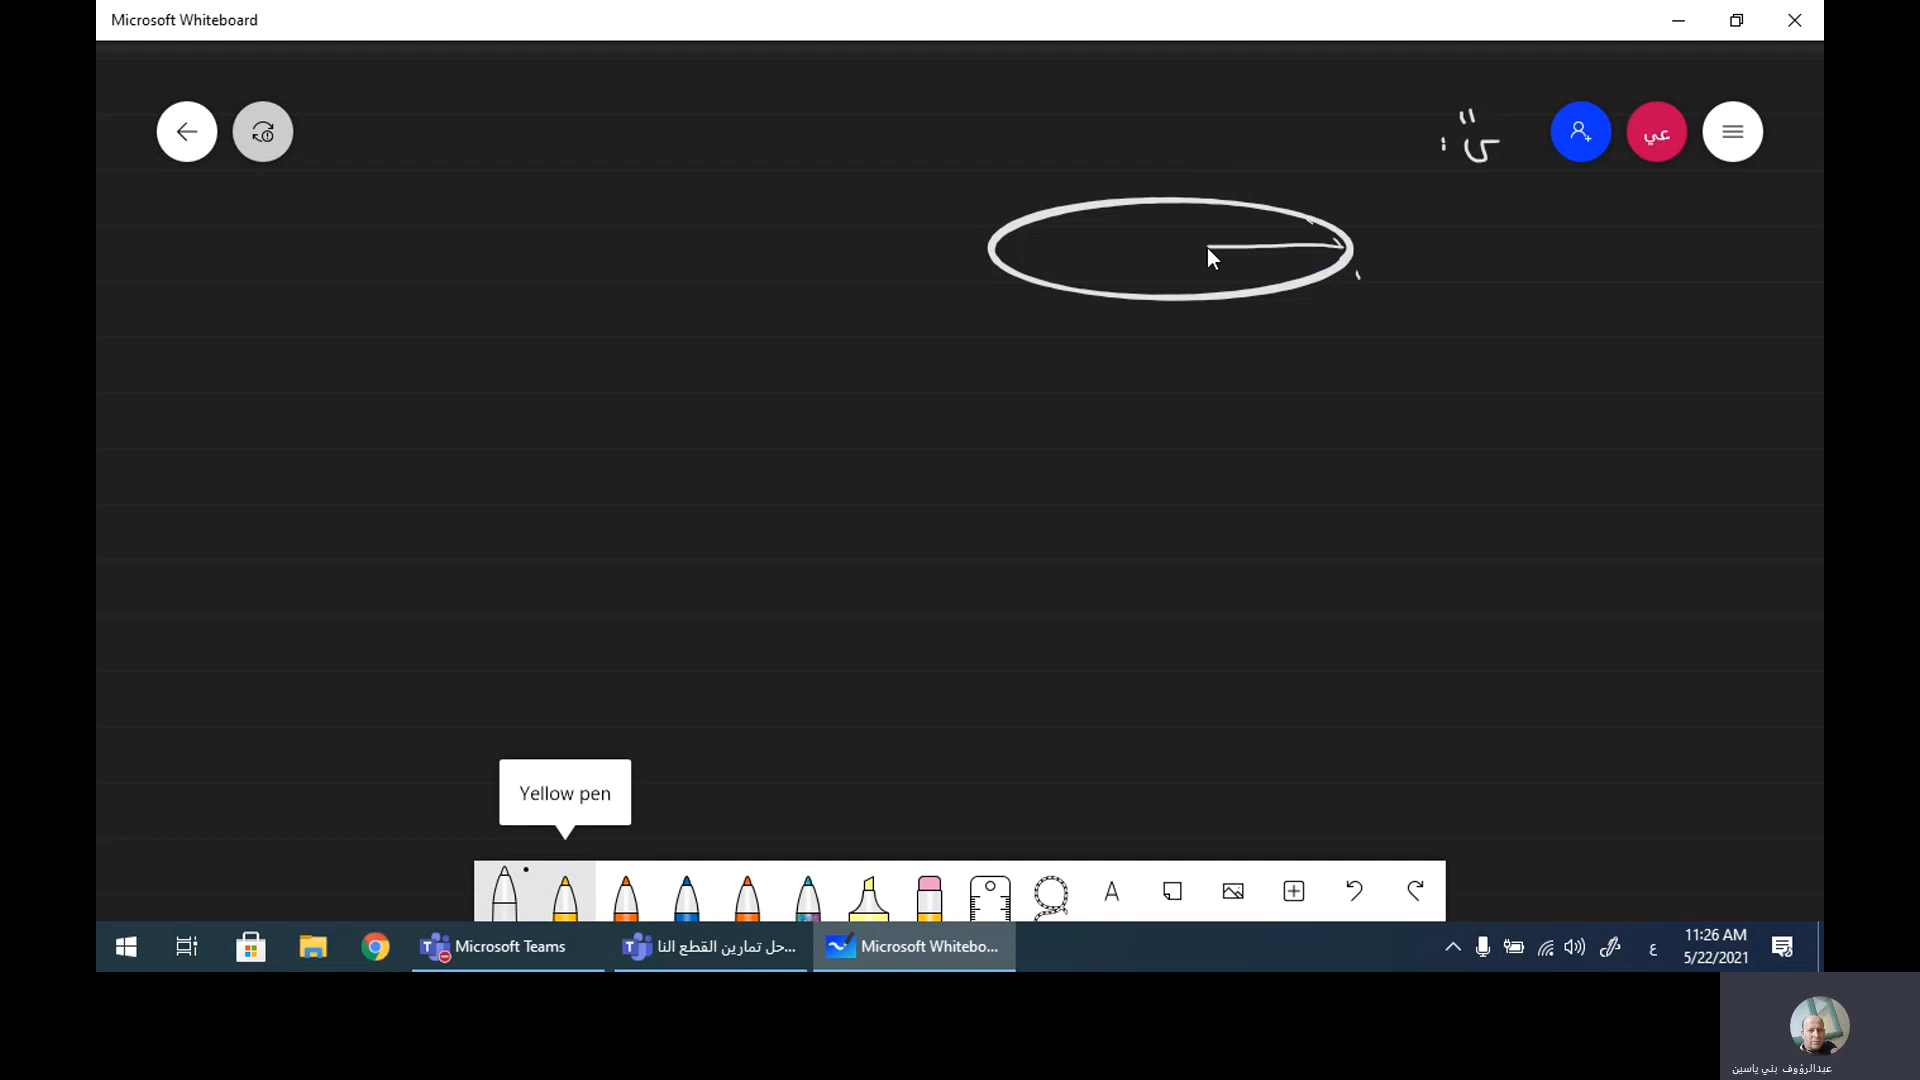 Microsoft Whiteboard
عي
Yellow pen
A
Microsoft Teams
حل تمارين القطع النا...
Microsoft Whitebo...
ع
11:26 AM
5/22/2021
عبدالرؤوف بني ياسين